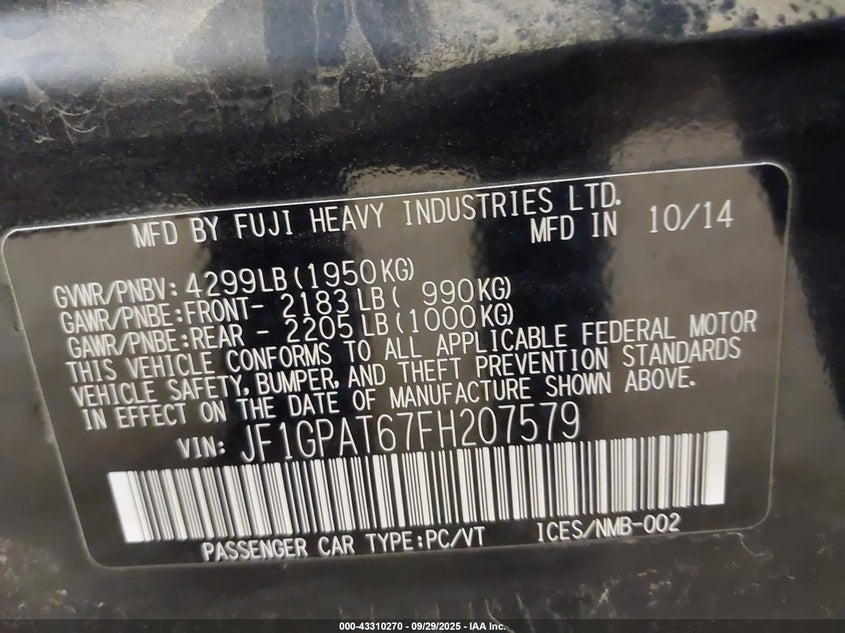 MFD BY FUJI HEAVY INDUSTRIES LTD.
MFD IN 10/14
GVWR/PNBV: 4299LB(1950KG)
GAWR/PNBE:FRONT- 2183 LB( 990KG)
GAWR/PNBE:REAR - 2205 LB(1000KG)
THIS VEHICLE CONFORMS TO ALL APPLICABLE FEDERAL MOTOR
VEHICLE SAFETY, BUMPER, AND THEFT PREVENTION STANDARDS
IN EFFECT ON THE DATE OF MANUFACTURE SHOWN ABOVE.
VIN: JF1GPAT67FH207579
PASSENGER CAR TYPE:PC/VT ICES/NMB-002
000-43310270 - 09/29/2025 - IAA Inc.